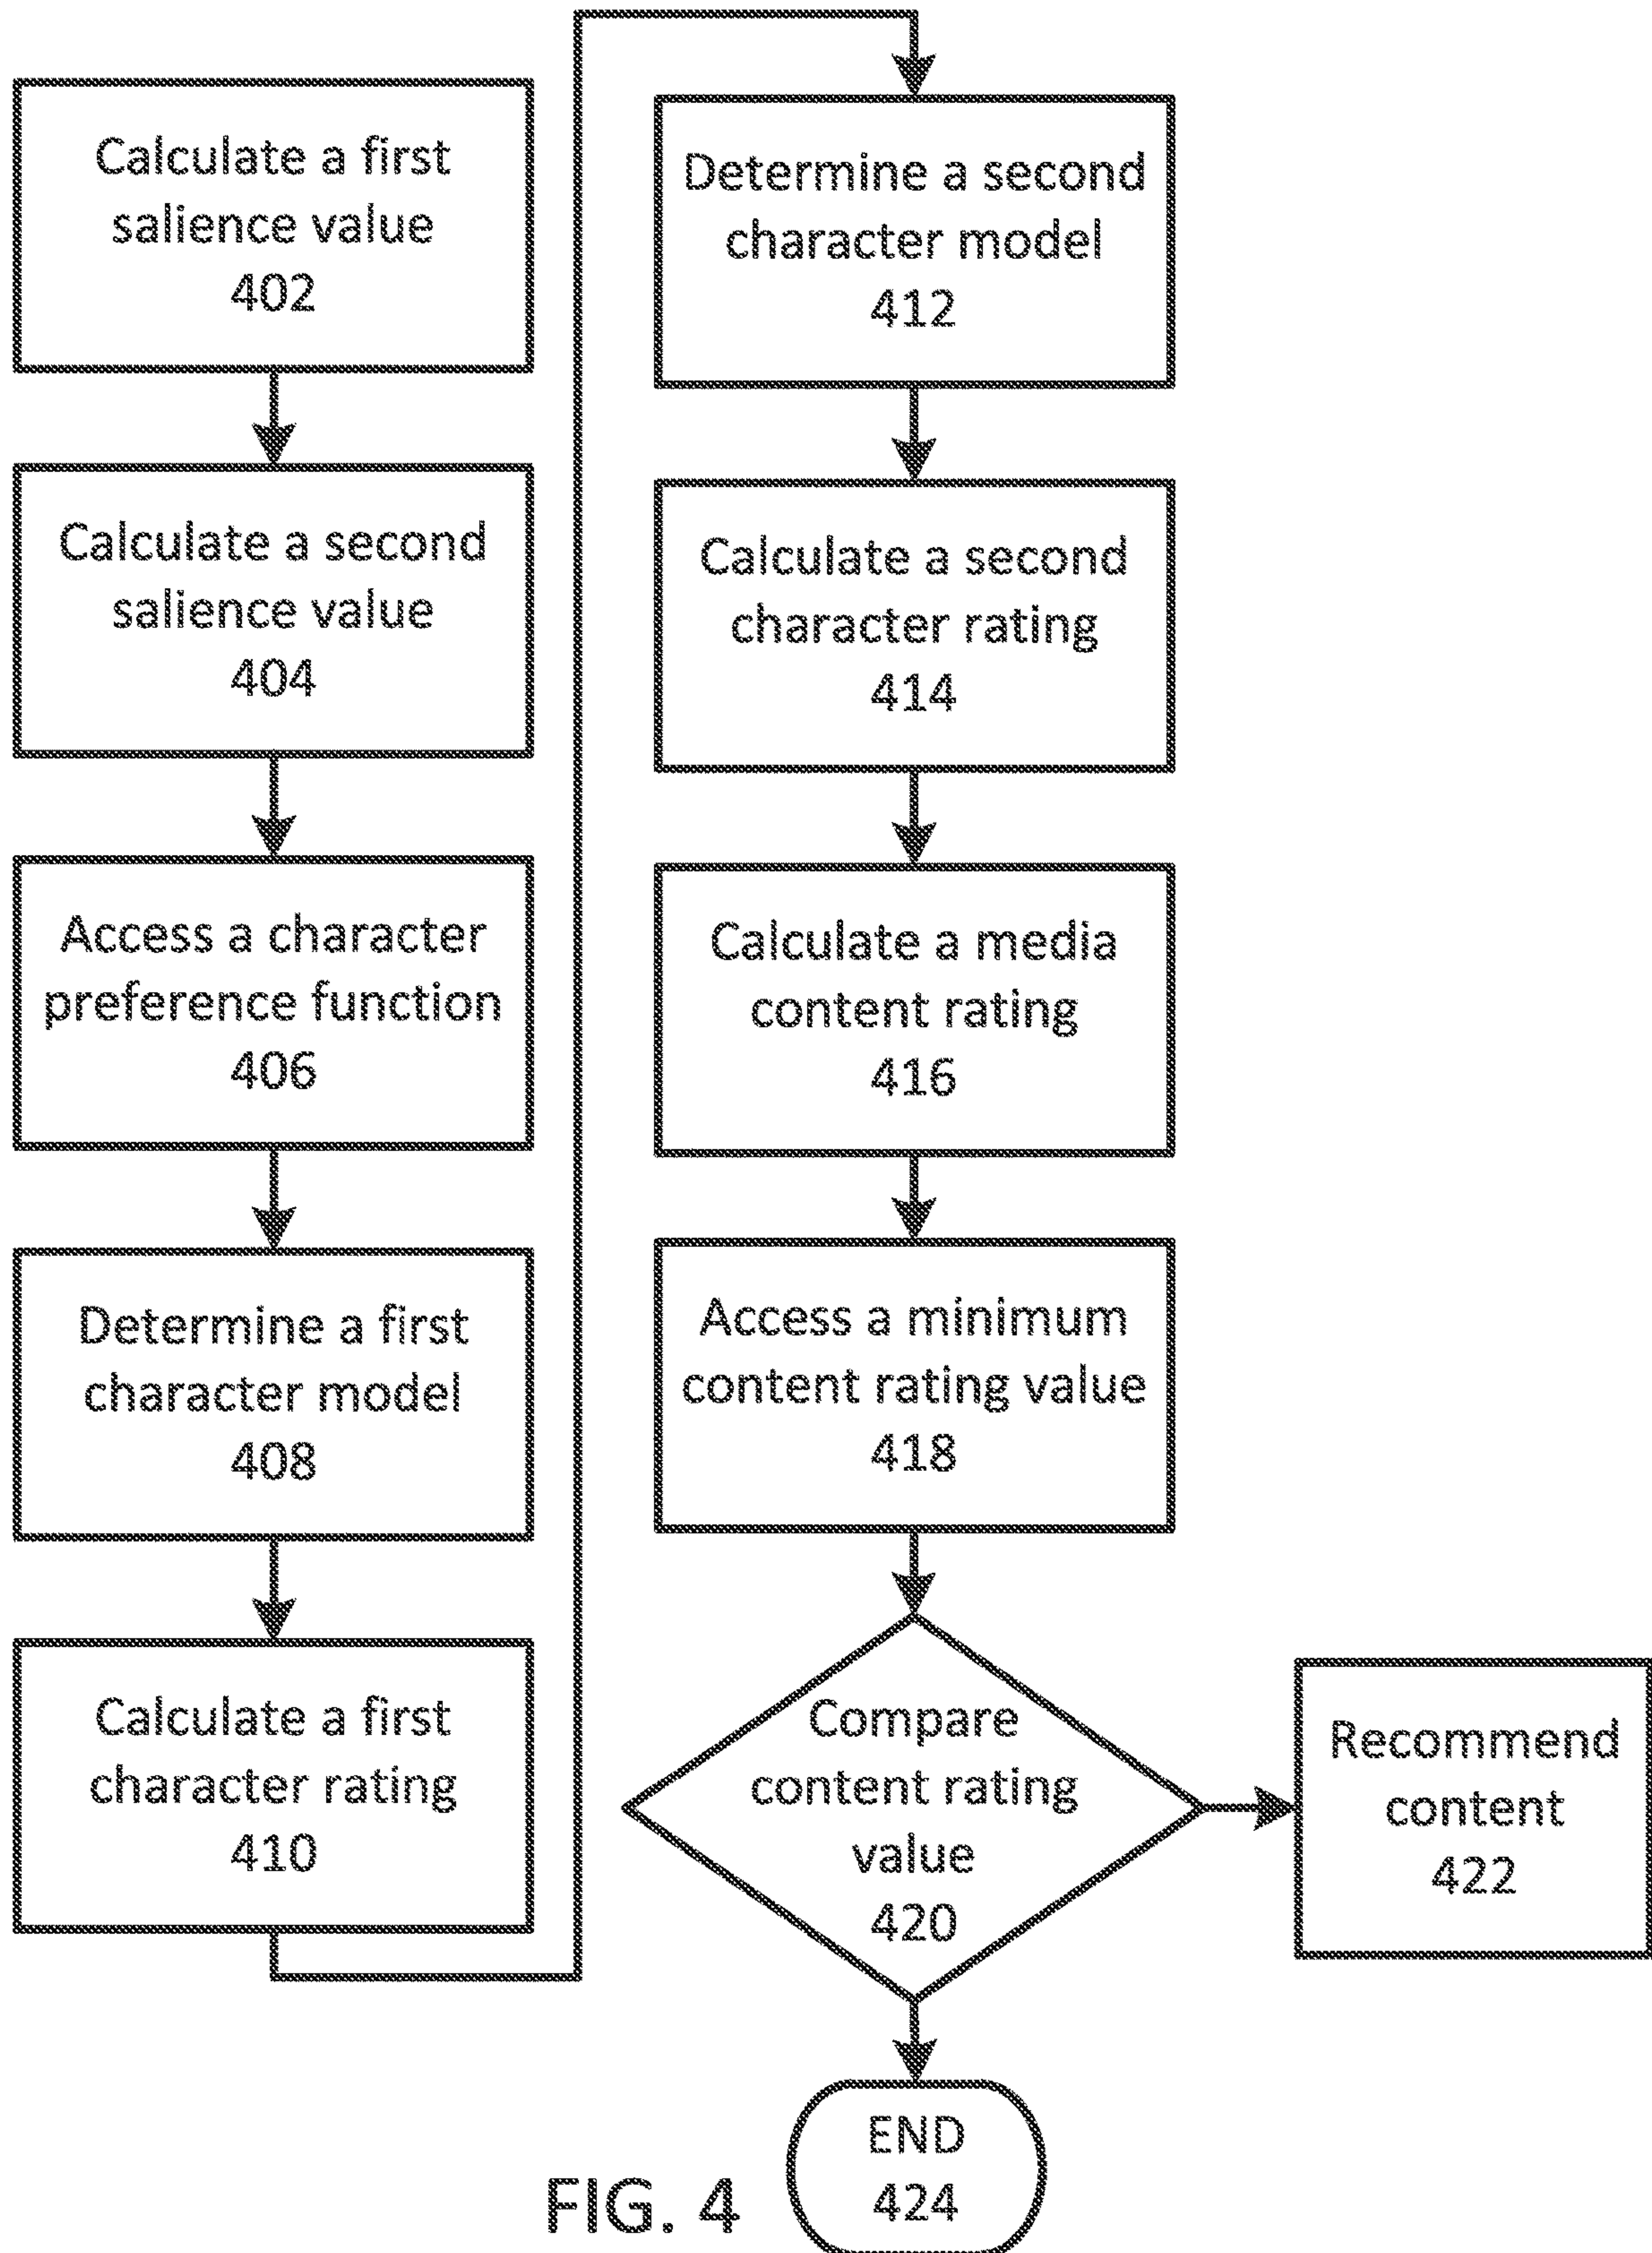 Calculate a first
salience value
402
Calculate a second
salience value
404
Access a character
preference function
406
Determine a first
character model
408
Calculate a first
character rating
410
Determine a second
character model
412
Calculate a second
character rating
414
Calculate a media
content rating
416
Access a minimum
content rating value
418
Compare
content rating
value
420
Recommend
content
422
END
424
FIG. 4